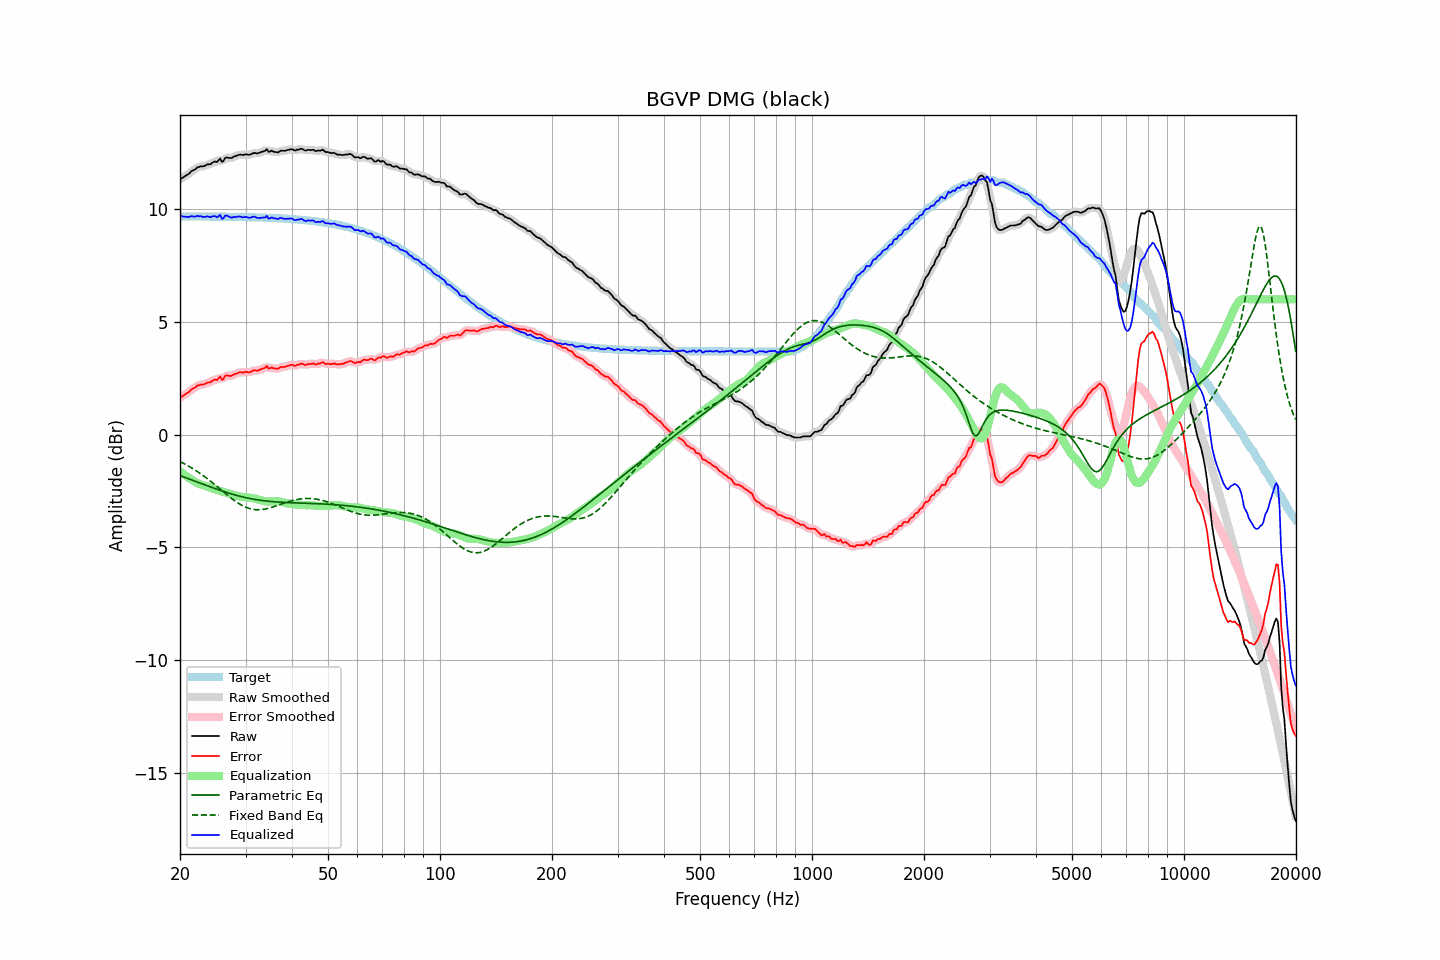 BGVP DMG (black)
Amplitude (dBr)
10
5
0
−5
−10
−15
Target
Raw Smoothed
Error Smoothed
Raw
Error
Equalization
Parametric Eq
Fixed Band Eq
Equalized
20 50 100 200 500 1000 2000 5000 10000 20000
Frequency (Hz)